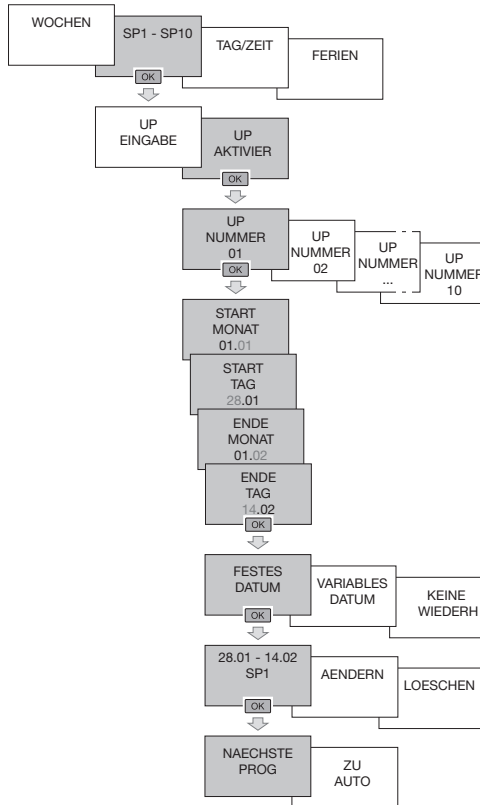 WOCHEN
SP1 - SP10
TAG/ZEIT
FERIEN
OK
UP
EINGABE
UP
AKTIVIER
OK
UP
NUMMER
01
OK
UP
NUMMER
02
UP
NUMMER
...
UP
NUMMER
10
START
MONAT
01.01
START
TAG
28.01
ENDE
MONAT
01.02
ENDE
TAG
14.02
OK
FESTES
DATUM
OK
VARIABLES
DATUM
KEINE
WIEDERH
28.01 - 14.02
SP1
OK
AENDERN
LOESCHEN
NAECHSTE
PROG
ZU
AUTO